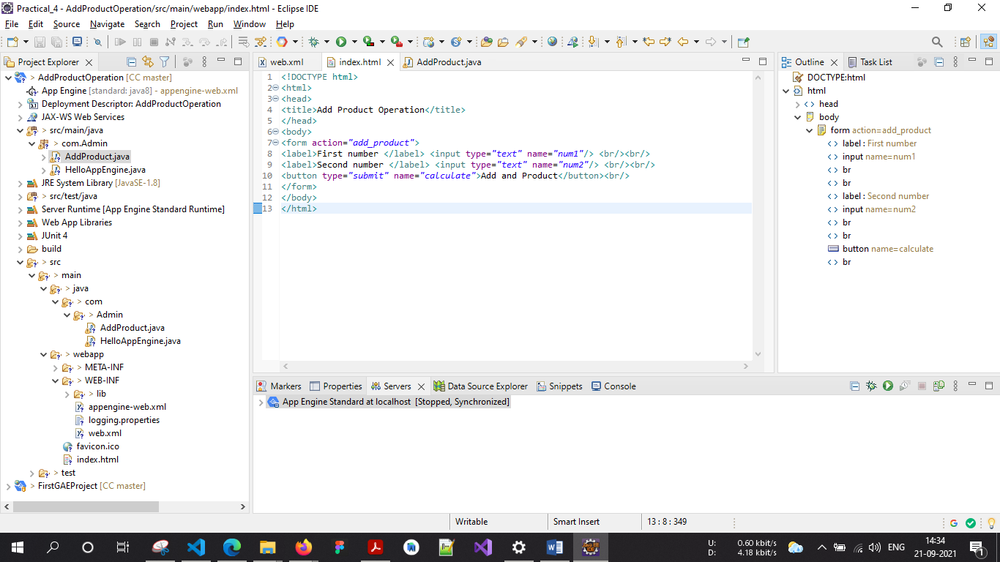 Practical_4 - AddProductOperation/src/main/webapp/index.html - Eclipse IDE
File Edit Source Navigate Search Project Run Window Help
Project Explorer
> AddProductOperation [CC master]
App Engine [standard: java8] - appengine-web.xml
Deployment Descriptor: AddProductOperation
JAX-WS Web Services
> src/main/java
> com.Admin
AddProduct.java
HelloAppEngine.java
JRE System Library [JavaSE-1.8]
> src/test/java
Server Runtime [App Engine Standard Runtime]
Web App Libraries
JUnit 4
build
> src
> main
> java
> com
> Admin
AddProduct.java
HelloAppEngine.java
> webapp
> META-INF
> WEB-INF
> lib
appengine-web.xml
logging.properties
web.xml
favicon.ico
index.html
> test
> FirstGAEProject [CC master]
web.xml index.html AddProduct.java
1 <!DOCTYPE html>
2 <html>
3 <head>
4 <title>Add Product Operation</title>
5 </head>
6 <body>
7 <form action="add_product">
8 <label>First number </label> <input type="text" name="num1"/> <br/><br/>
9 <label>Second number </label> <input type="text" name="num2"/> <br/><br/>
10 <button type="submit" name="calculate">Add and Product</button><br/>
11 </form>
12 </body>
13 </html>
Outline Task List
DOCTYPE:html
html
head
body
form action=add_product
label : First number
input name=num1
br
br
label : Second number
input name=num2
br
br
button name=calculate
br
Markers Properties Servers Data Source Explorer Snippets Console
App Engine Standard at localhost [Stopped, Synchronized]
Writable Smart Insert 13 : 8 : 349
U: 0.60 kbit/s
D: 4.18 kbit/s
ENG
14:34
21-09-2021
1